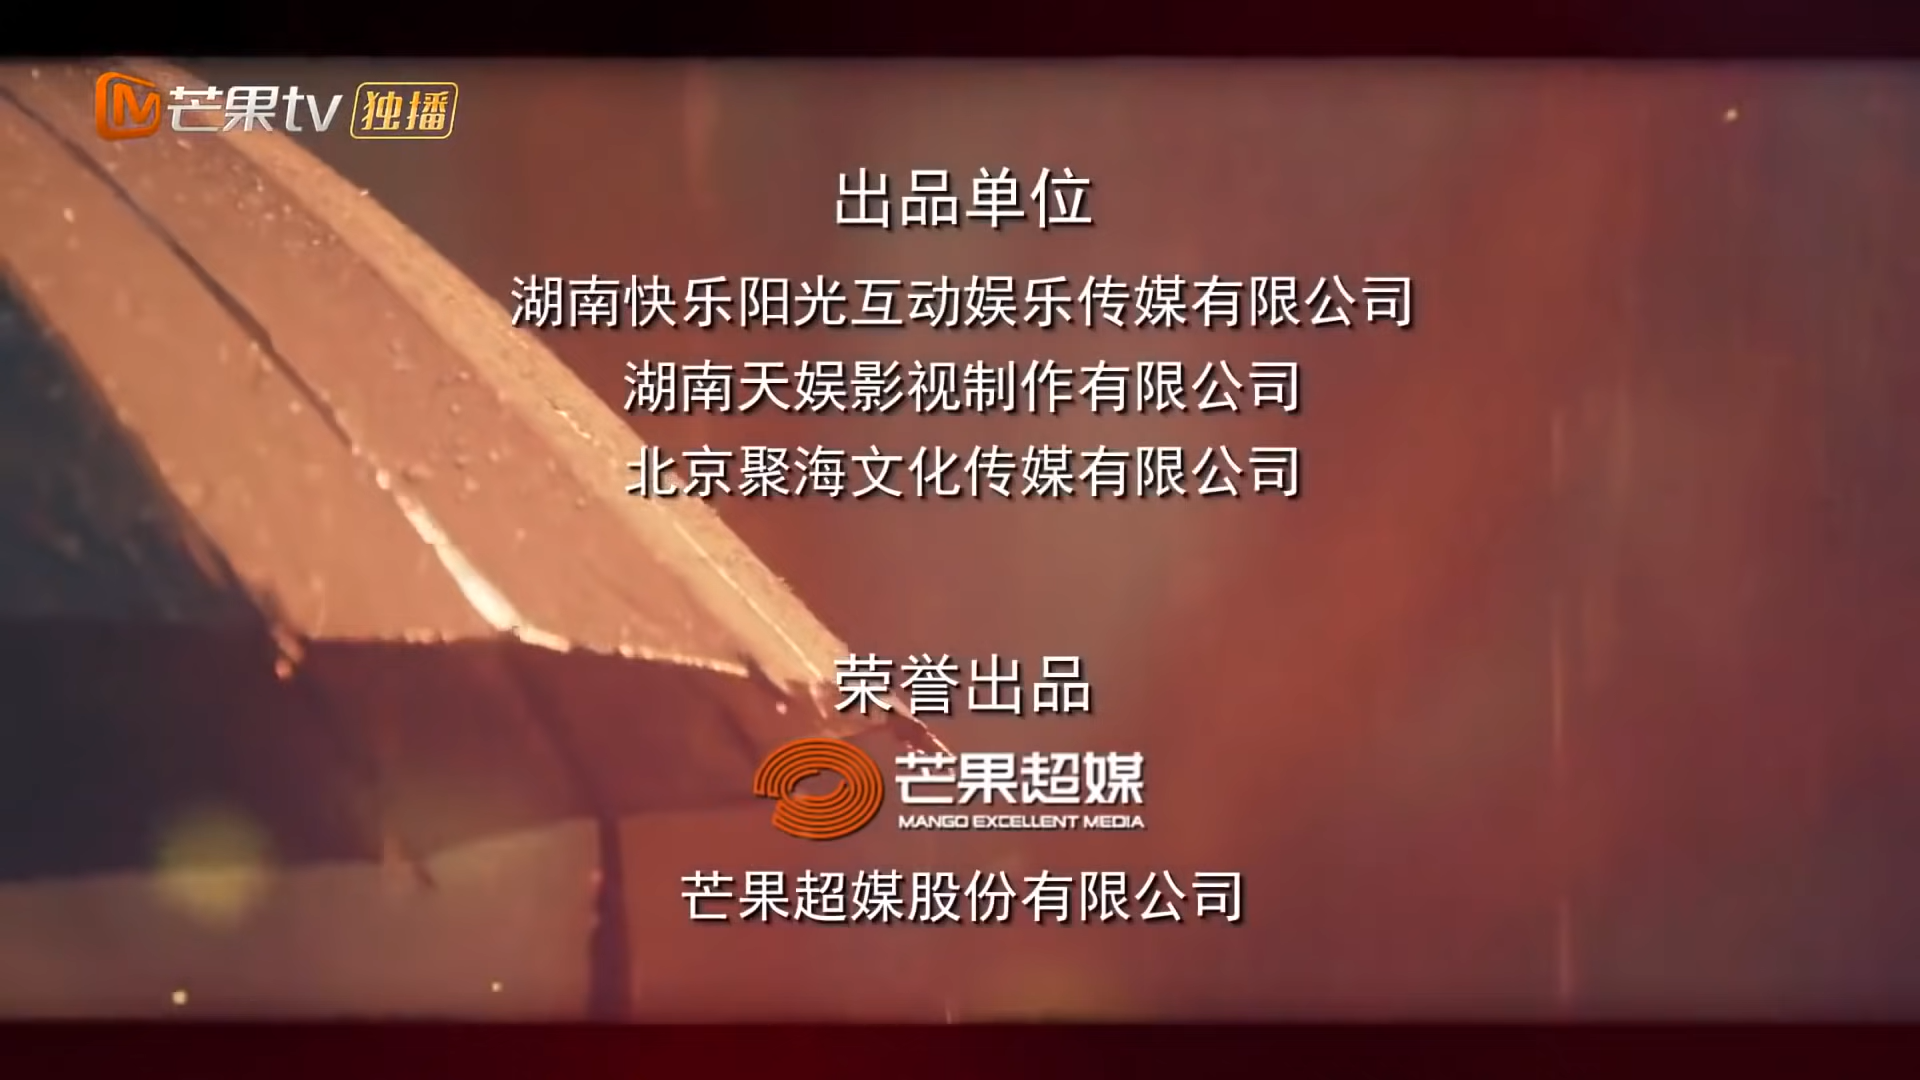 芒果tv 独播
出品单位
湖南快乐阳光互动娱乐传媒有限公司
湖南天娱影视制作有限公司
北京聚海文化传媒有限公司
荣誉出品
芒果超媒
MANGO EXCELLENT MEDIA
芒果超媒股份有限公司